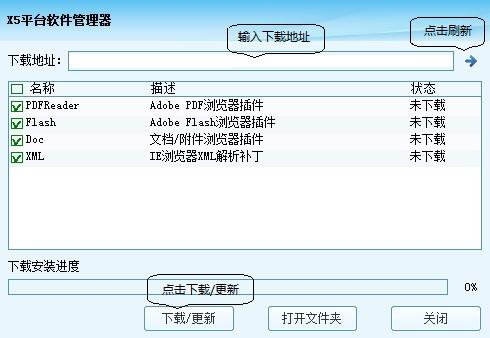 X5平台软件管理器
输入下载地址
点击刷新
下载地址:
名称 描述 状态
PDFReader Adobe PDF浏览器插件 未下载
Flash Adobe Flash浏览器插件 未下载
Doc 文档/附件浏览器插件 未下载
XML IE浏览器XML解析补丁 未下载
下载安装进度
点击下载/更新
0%
下载/更新 打开文件夹 关闭